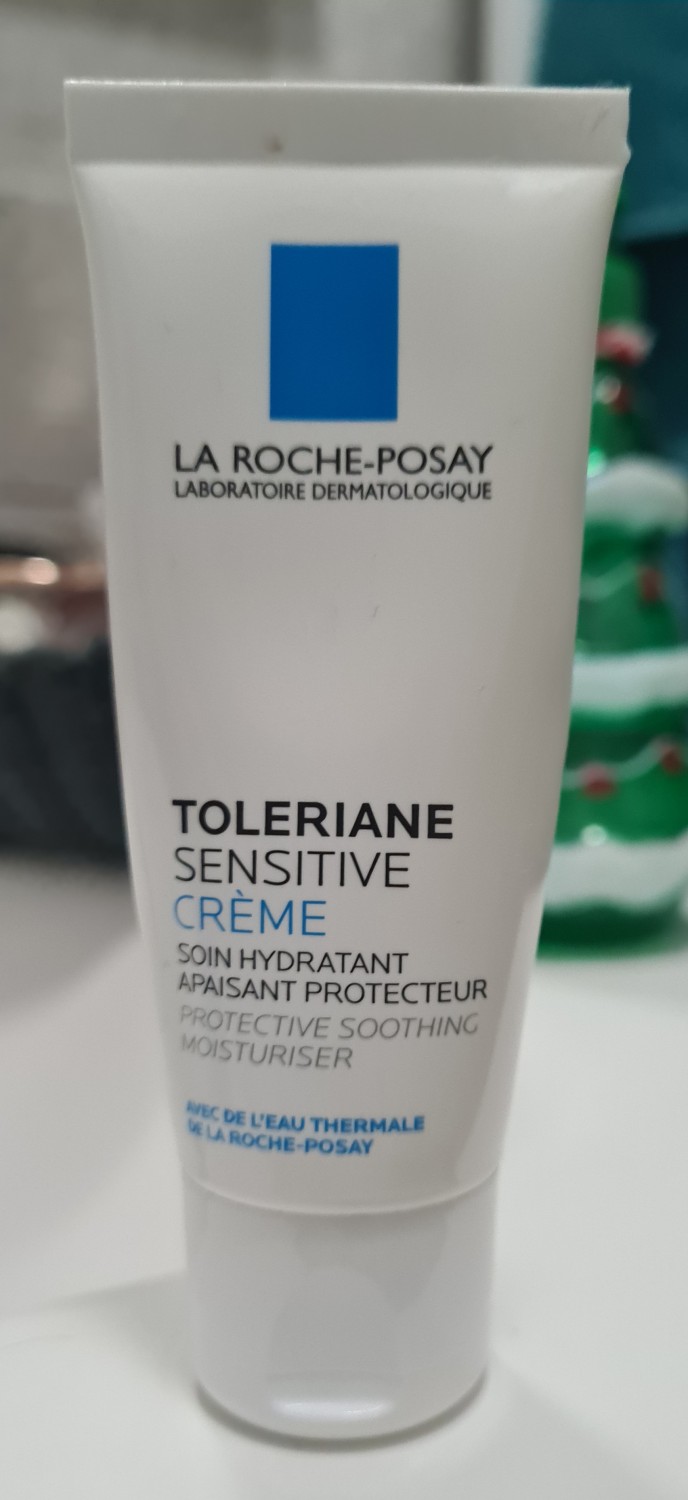 LA ROCHE-POSAY
LABORATOIRE DERMATOLOGIQUE
TOLERIANE
SENSITIVE
CRÈME
SOIN HYDRATANT
APAISANT PROTECTEUR
PROTECTIVE SOOTHING
MOISTURISER
AVEC DE L'EAU THERMALE
DE LA ROCHE-POSAY